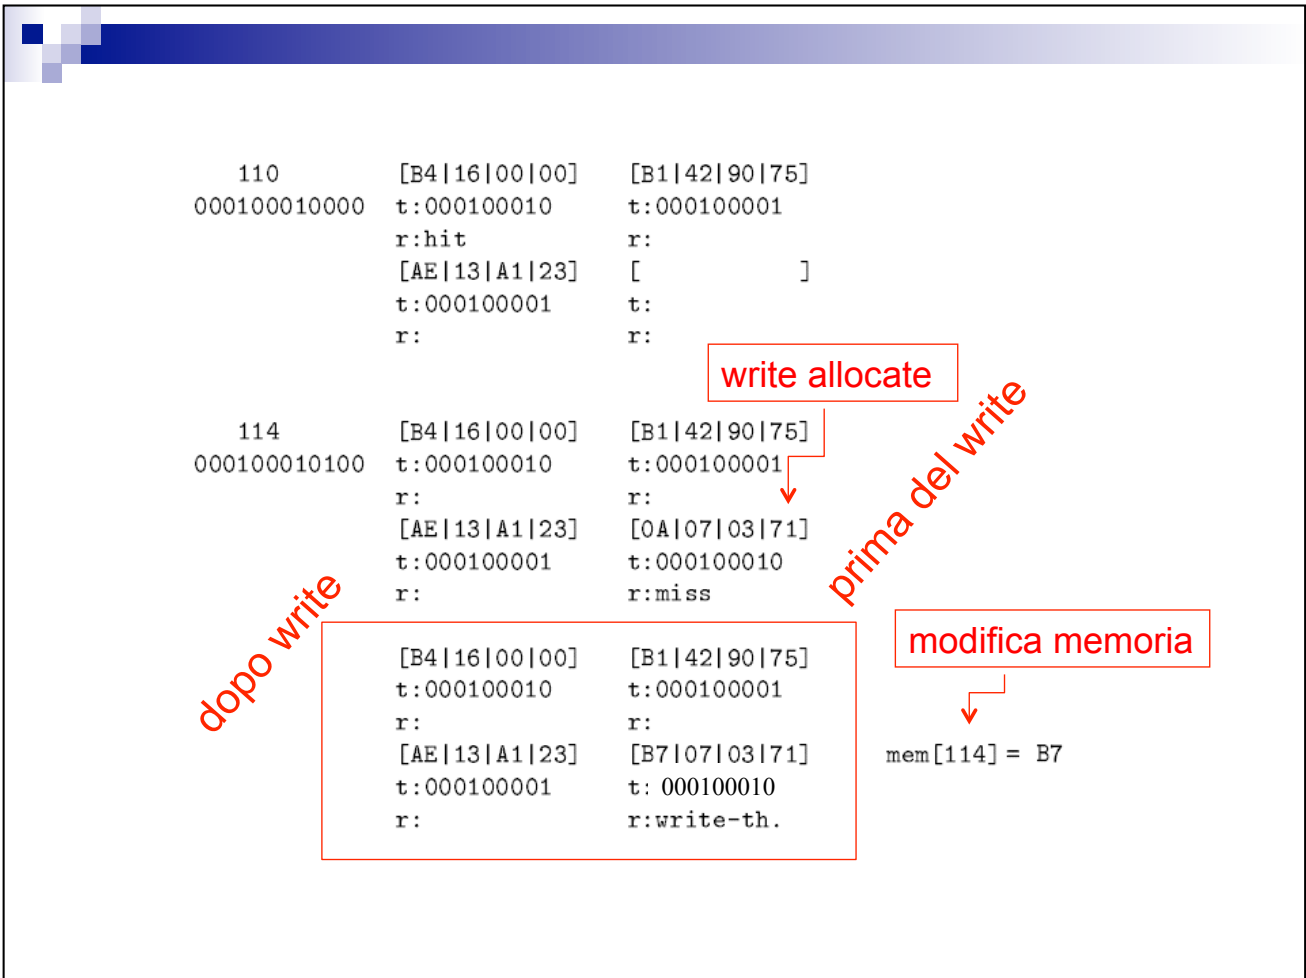 110 [B4|16|00|00] [B1|42|90|75]
000100010000 t:000100010 t:000100001
r:hit r:
[AE|13|A1|23] [ ]
t:000100001 t:
r: r:
write allocate
prima del write
114 [B4|16|00|00] [B1|42|90|75]
000100010100 t:000100010 t:000100001
r: r:
[AE|13|A1|23] [0A|07|03|71]
t:000100001 t:000100010
r: r:miss
dopo write
modifica memoria
[B4|16|00|00] [B1|42|90|75]
t:000100010 t:000100001
r: r:
[AE|13|A1|23] [B7|07|03|71] mem[114] = B7
t:000100001 t: 000100010
r: r:write-th.